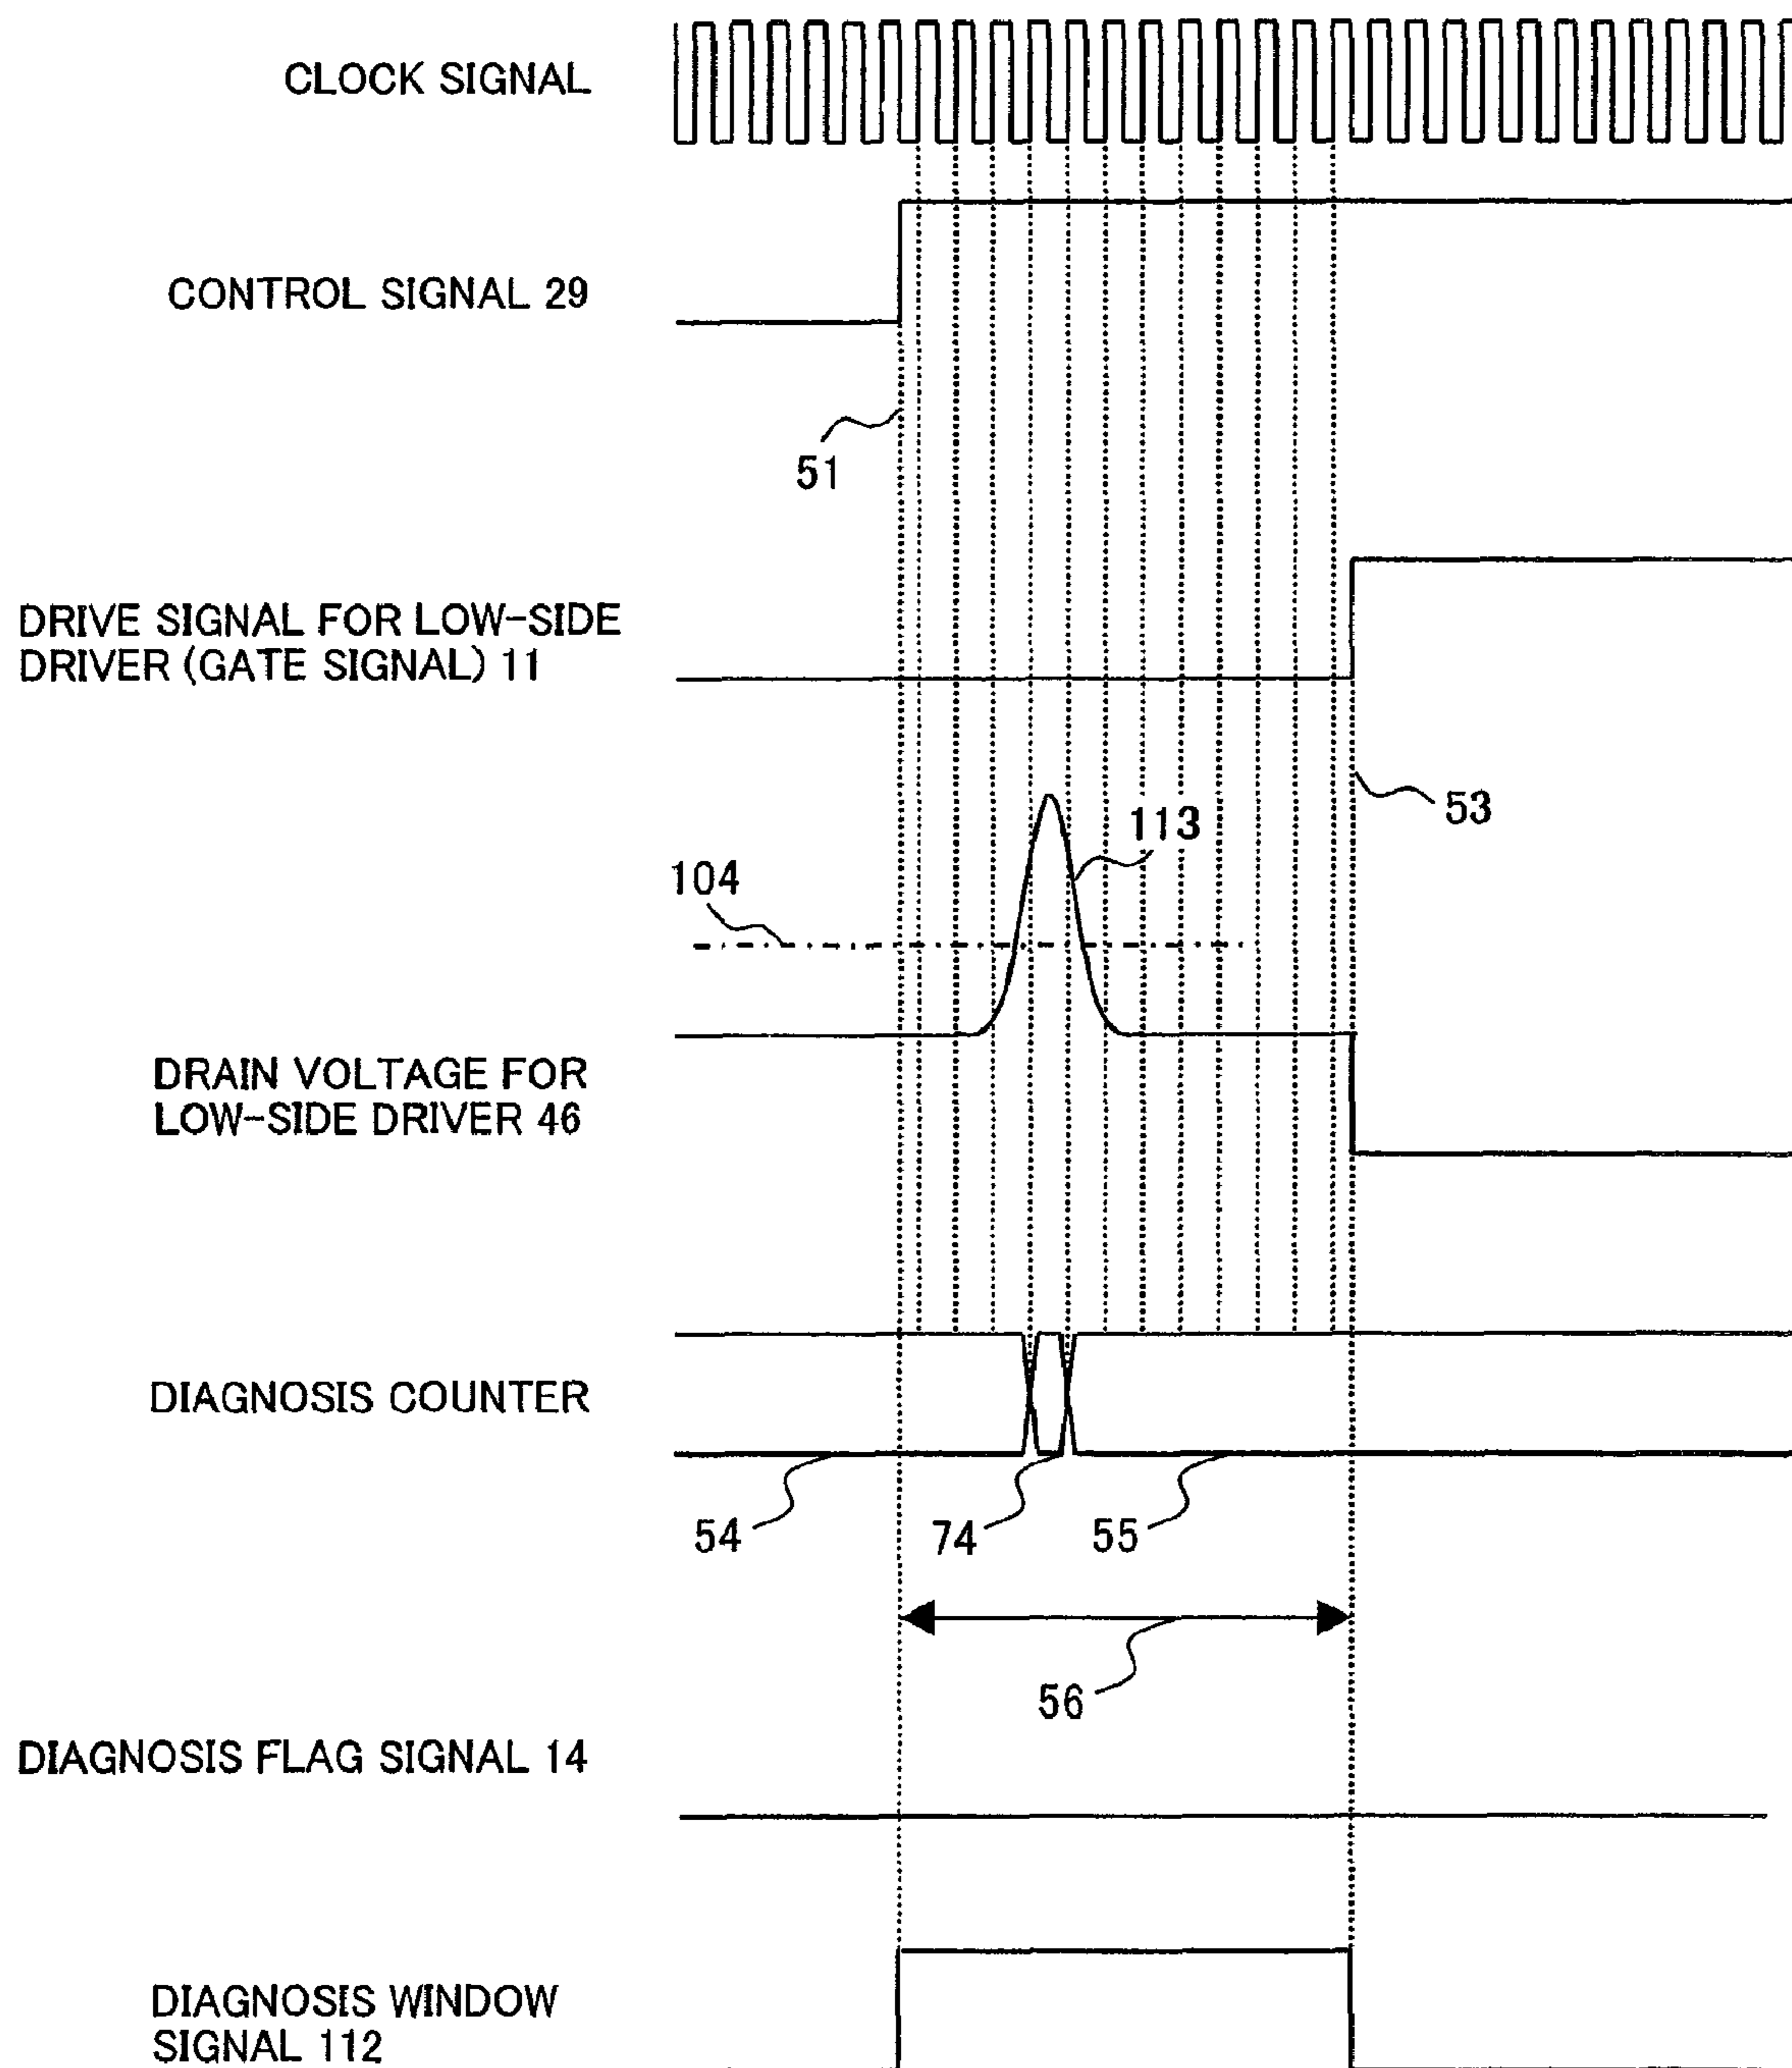 CLOCK SIGNAL
CONTROL SIGNAL 29
51
DRIVE SIGNAL FOR LOW-SIDE
DRIVER (GATE SIGNAL) 11
53
113
104
DRAIN VOLTAGE FOR
LOW-SIDE DRIVER 46
DIAGNOSIS COUNTER
54
74
55
56
DIAGNOSIS FLAG SIGNAL 14
DIAGNOSIS WINDOW
SIGNAL 112